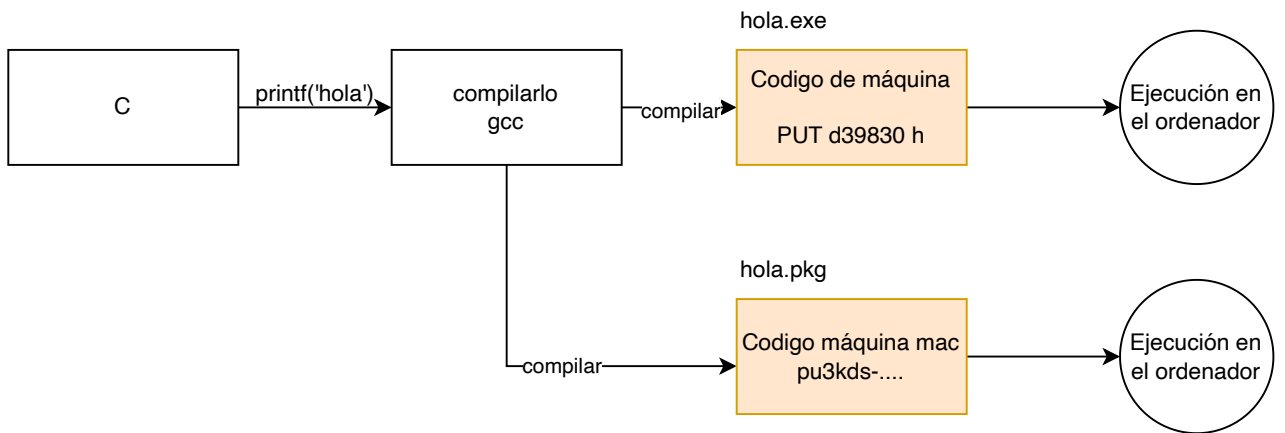 hola.exe
C
printf('hola')
compilarlo
gcc
compilar
Codigo de máquina
PUT d39830 h
Ejecución en
el ordenador
hola.pkg
compilar
Codigo máquina mac
pu3kds-....
Ejecución en
el ordenador